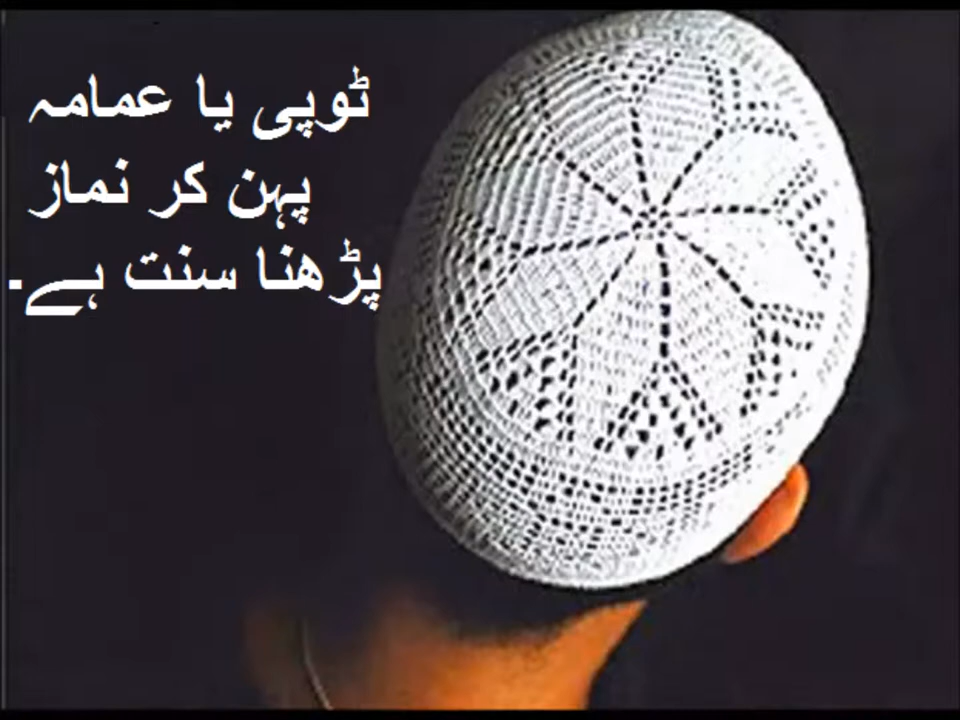 ٹوپی یا عمامہ
پہن کر نماز
پڑھنا سنت ہے۔